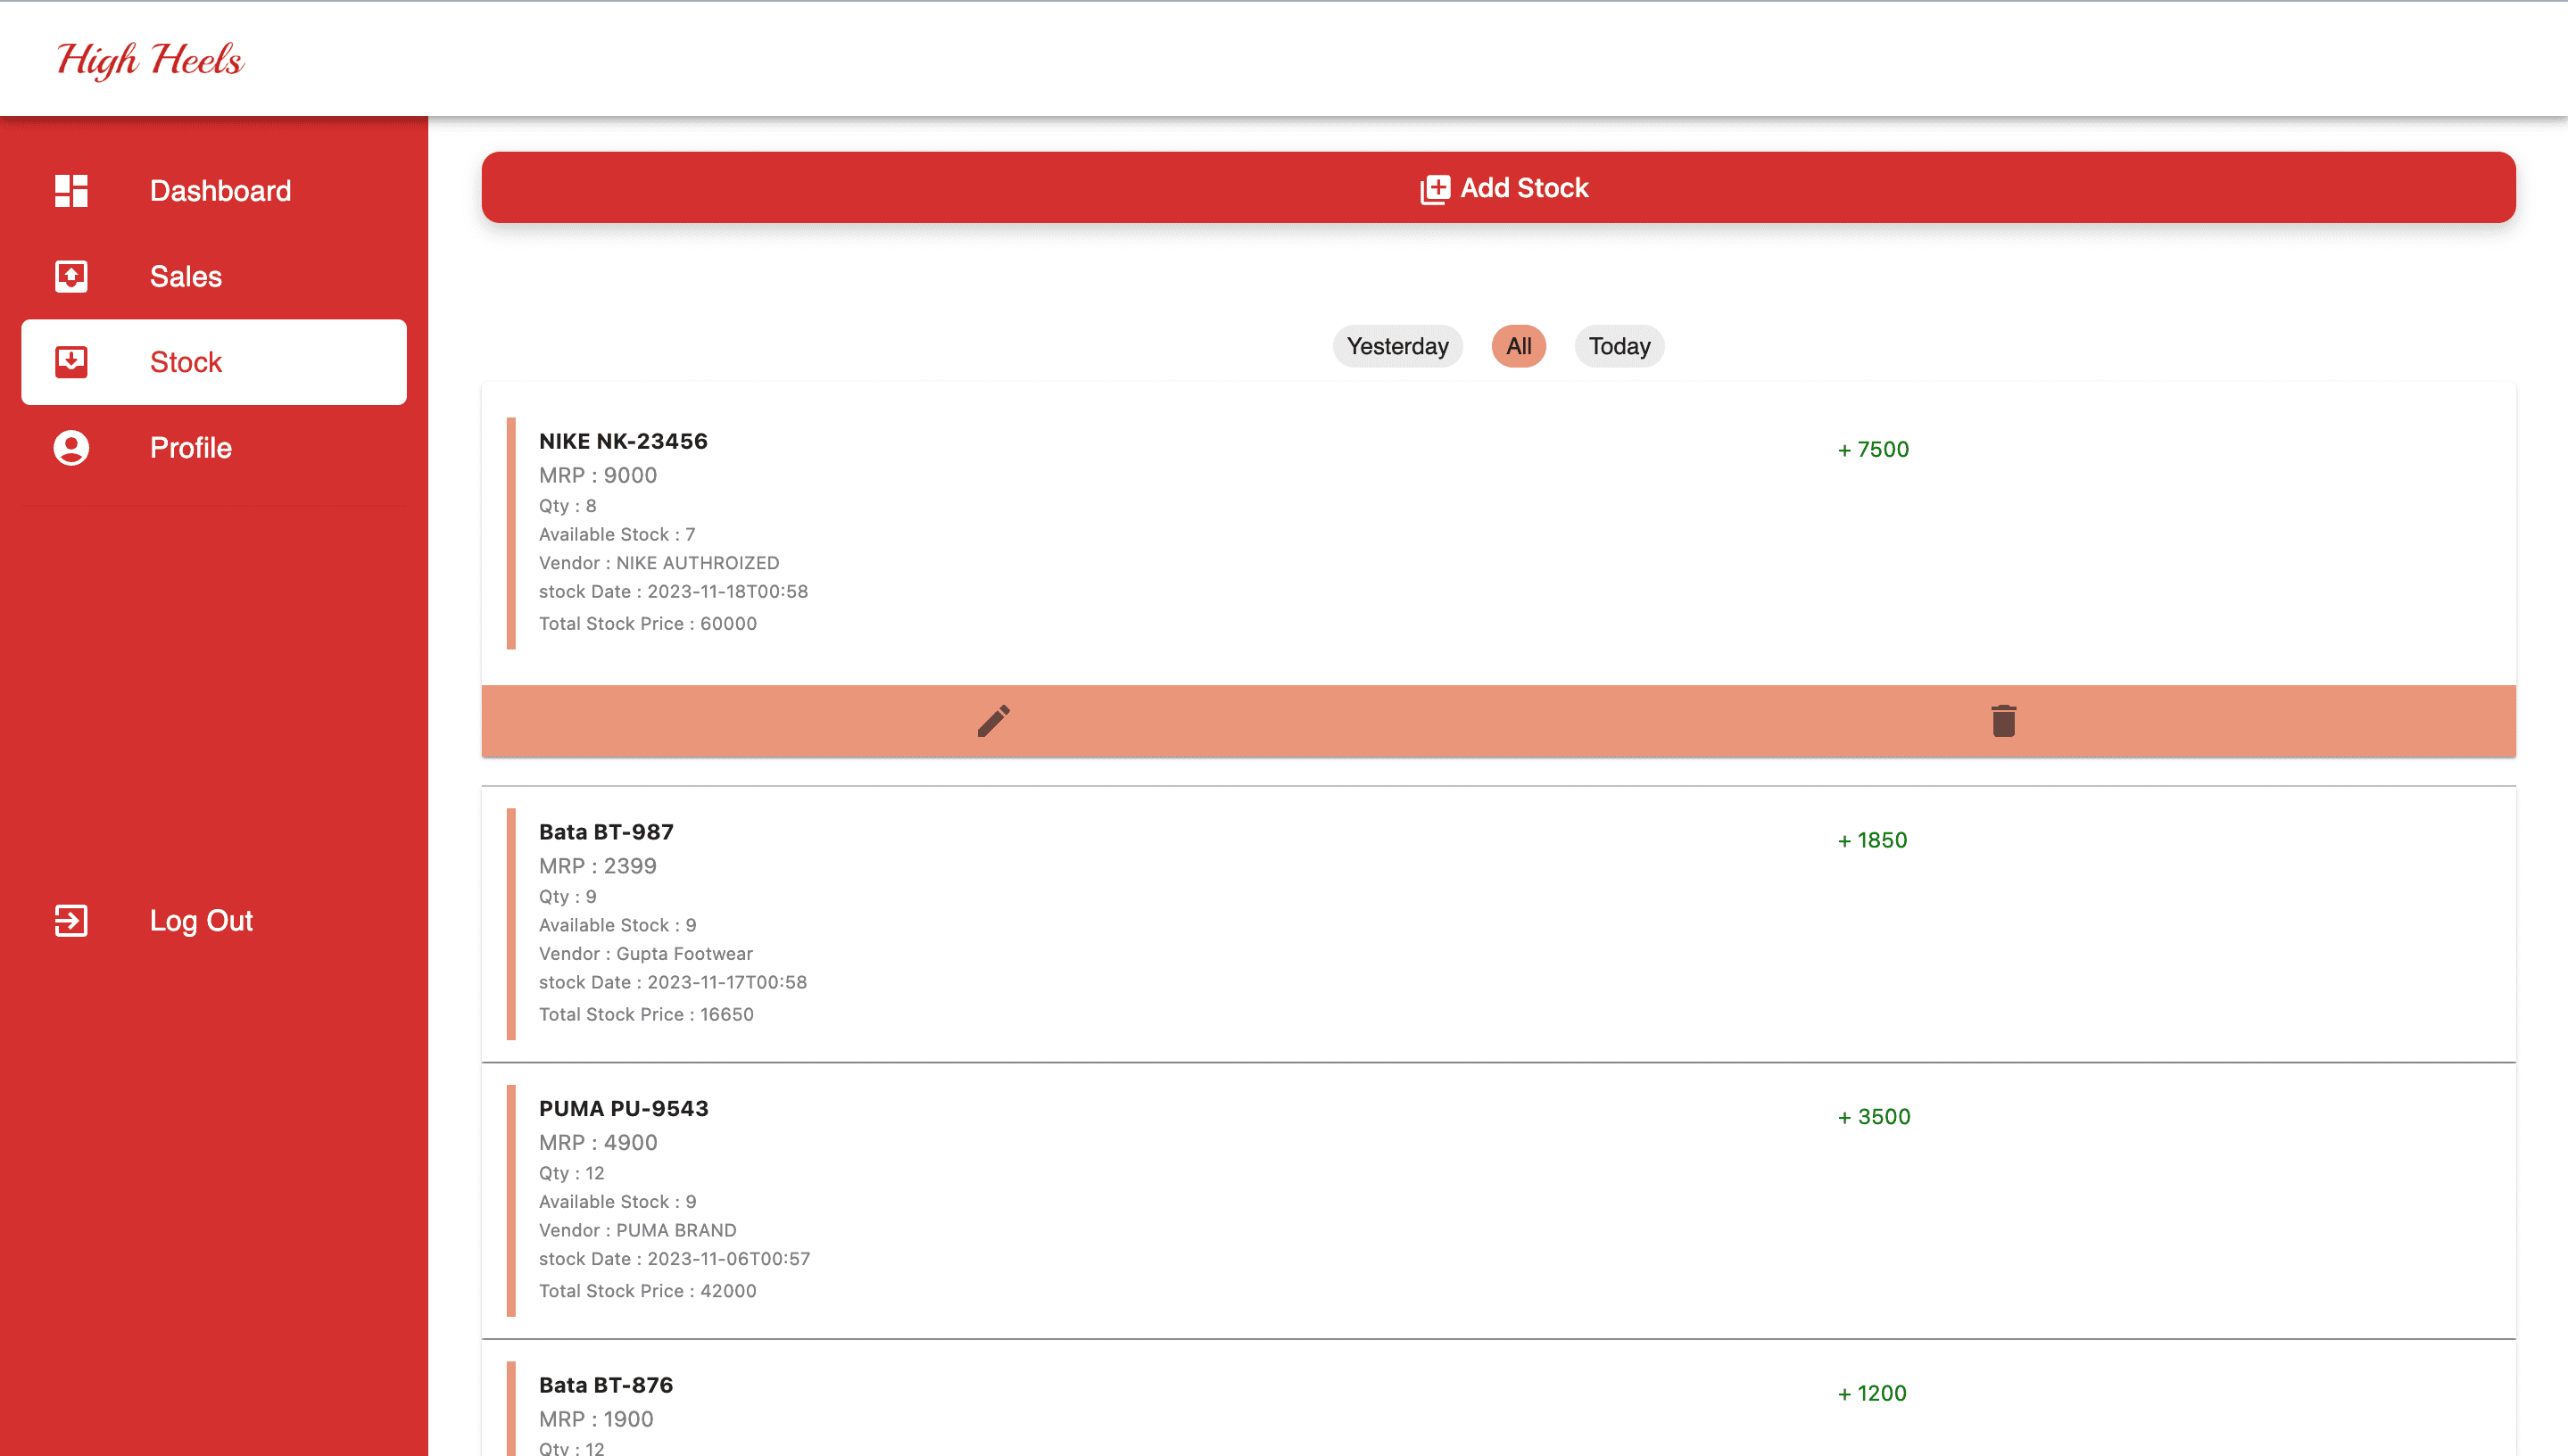 High Heels
Dashboard
Sales
Stock
Profile
Log Out
Add Stock
Yesterday
All
Today
NIKE NK-23456
+ 7500
MRP : 9000
Qty : 8
Available Stock : 7
Vendor : NIKE AUTHROIZED
stock Date : 2023-11-18T00:58
Total Stock Price : 60000
Bata BT-987
+ 1850
MRP : 2399
Qty : 9
Available Stock : 9
Vendor : Gupta Footwear
stock Date : 2023-11-17T00:58
Total Stock Price : 16650
PUMA PU-9543
+ 3500
MRP : 4900
Qty : 12
Available Stock : 9
Vendor : PUMA BRAND
stock Date : 2023-11-06T00:57
Total Stock Price : 42000
Bata BT-876
+ 1200
MRP : 1900
Qty : 12